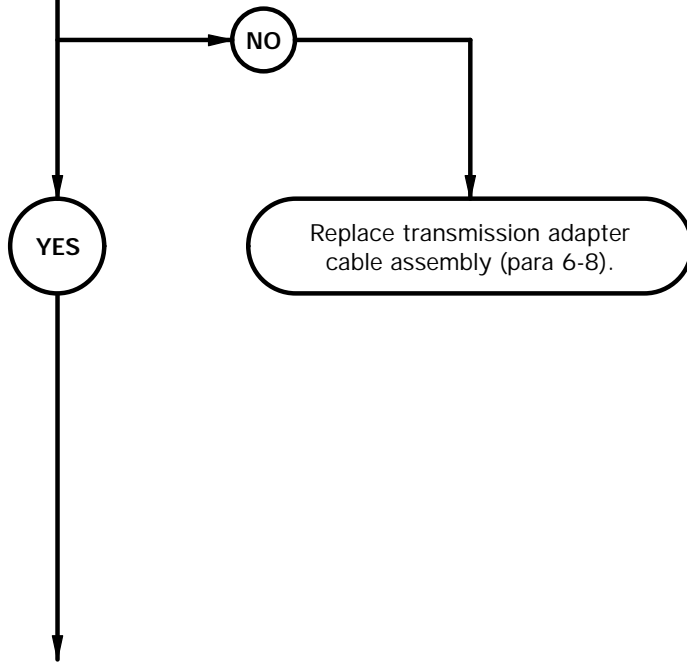 NO
YES
Replace transmission adapter
cable assembly (para 6-8).